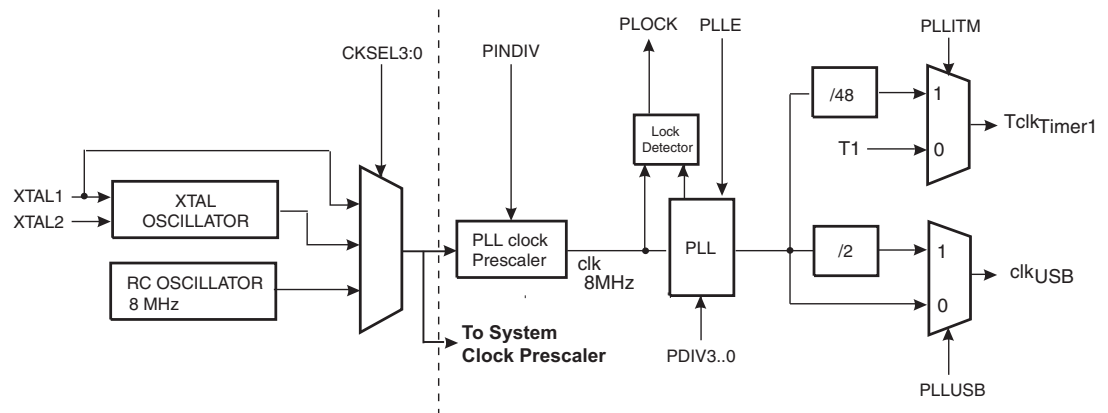 PLOCK
PLLE
PLLITM
CKSEL3:0
PINDIV
/48
1
Lock
Detector
TclkTimer1
T1
0
XTAL1
XTAL
OSCILLATOR
XTAL2
PLL clock
Prescaler
PLL
/2
1
clk
8MHz
clkUSB
RC OSCILLATOR
8 MHz
0
To System
Clock Prescaler
PDIV3..0
PLLUSB